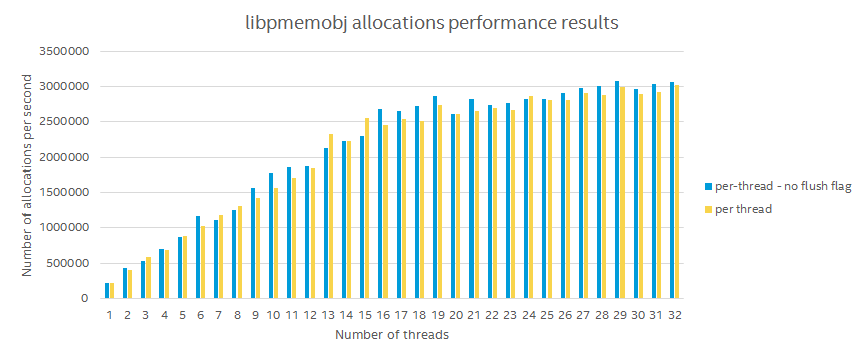 libpmemobj allocations performance results
3500000
3000000
2500000
2000000
1500000
1000000
500000
0
Number of allocations per second
1 2 3 4 5 6 7 8 9 10 11 12 13 14 15 16 17 18 19 20 21 22 23 24 25 26 27 28 29 30 31 32
Number of threads
per-thread - no flush flag
per thread